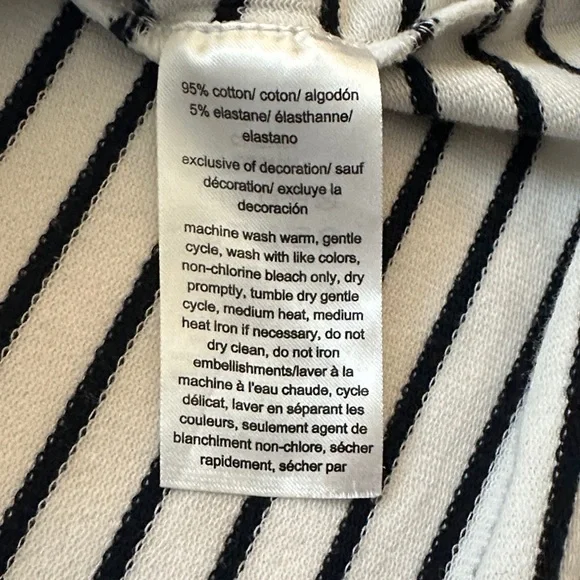 95% cotton/ coton/ algodón
5% elastane/ élasthanne/
elastano
exclusive of decoration/ sauf
décoration/ excluye la
decoración
machine wash warm, gentle
cycle, wash with like colors,
non-chlorine bleach only, dry
promptly, tumble dry gentle
cycle, medium heat, medium
heat Iron if necessary, do not
dry clean, do not iron
embellishments/laver à la
machine à l'eau chaude, cycle
délicat, laver en séparant les
couleurs, seulement agent de
blanchiment non-chlore, sécher
rapidement, sécher par